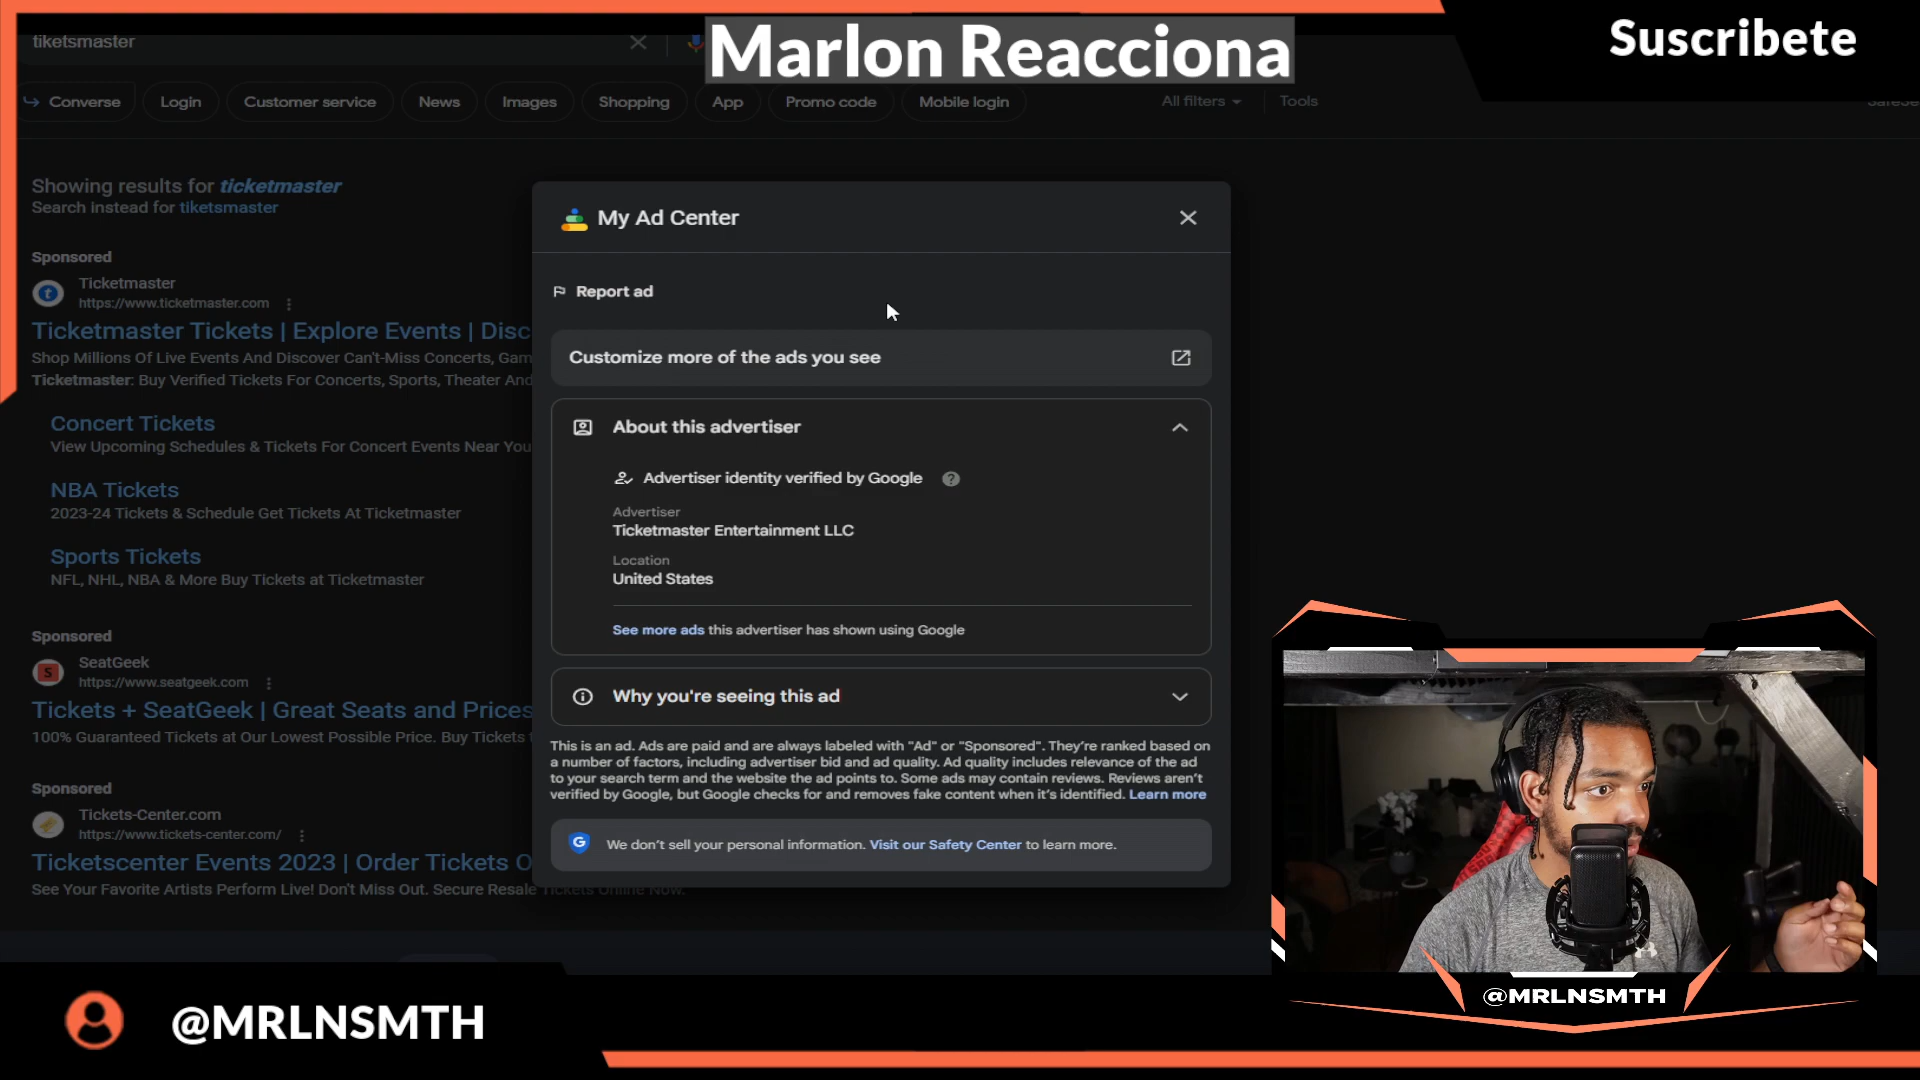 Marlon Reacciona
Suscribete
tiketsmaster
Converse
Login
Customer service
News
Images
Shopping
App
Promo code
Mobile login
All filters
Tools
Showing results for ticketmaster
Search instead for tiketsmaster
Sponsored
Ticketmaster
https://www.ticketmaster.com
Ticketmaster Tickets | Explore Events | Disc
Shop Millions Of Live Events And Discover Can't-Miss Concerts, Gam
Ticketmaster: Buy Verified Tickets For Concerts, Sports, Theater And
Concert Tickets
View Upcoming Schedules & Tickets For Concert Events Near You
NBA Tickets
2023-24 Tickets & Schedule Get Tickets At Ticketmaster
Sports Tickets
NFL, NHL, NBA & More Buy Tickets at Ticketmaster
Sponsored
S
SeatGeek
https://www.seatgeek.com
Tickets + SeatGeek | Great Seats and Prices
100% Guaranteed Tickets at Our Lowest Possible Price. Buy Tickets
Sponsored
Tickets-Center.com
https://www.tickets-center.com/
Ticketscenter Events 2023 | Order Tickets O
See Your Favorite Artists Perform Live! Don't Miss Out. Secure Resale Tickets Online Now.
My Ad Center
Report ad
Customize more of the ads you see
About this advertiser
Advertiser identity verified by Google
Advertiser
Ticketmaster Entertainment LLC
Location
United States
See more ads this advertiser has shown using Google
Why you're seeing this ad
This is an ad. Ads are paid and are always labeled with "Ad" or "Sponsored". They're ranked based on
a number of factors, including advertiser bid and ad quality. Ad quality includes relevance of the ad
to your search term and the website the ad points to. Some ads may contain reviews. Reviews aren't
verified by Google, but Google checks for and removes fake content when it's identified. Learn more
G
We don't sell your personal information. Visit our Safety Center to learn more.
@MRLNSMTH
@MRLNSMTH